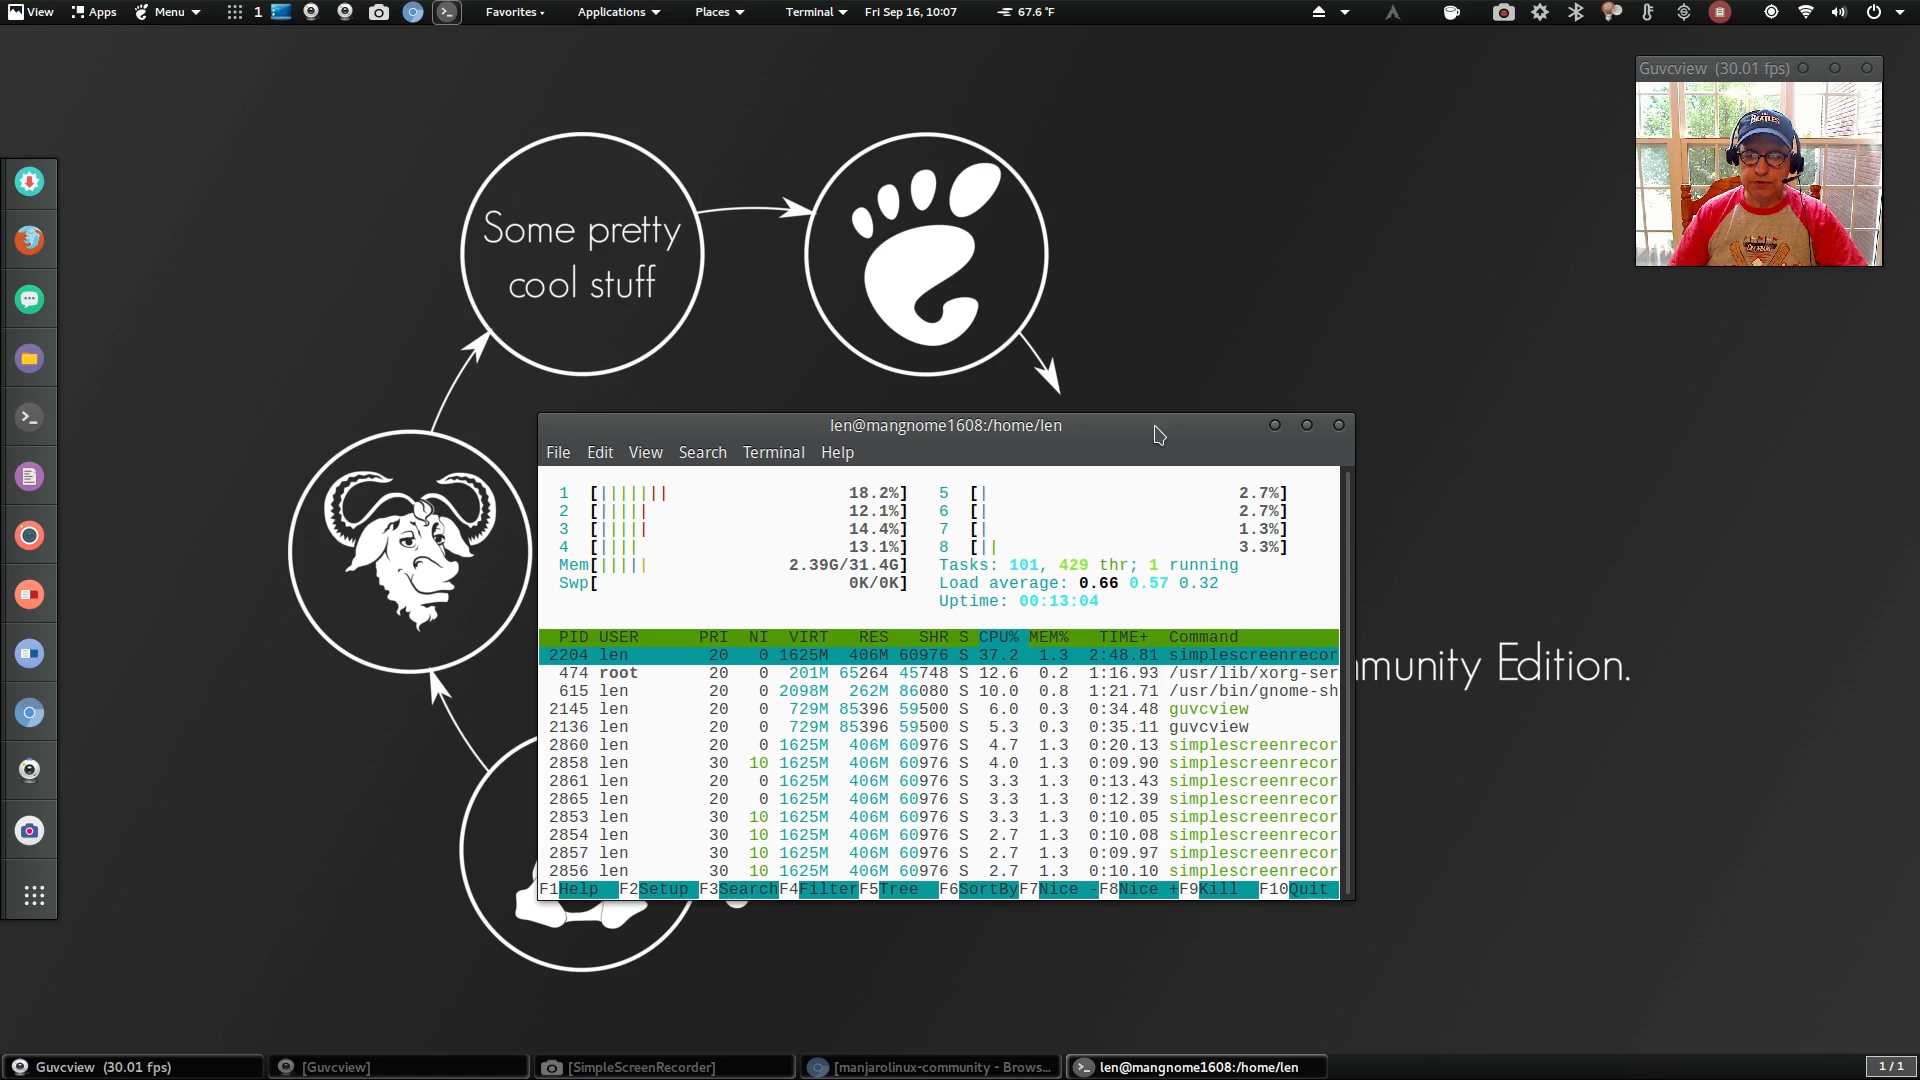 View Apps Menu 1 Favorites Applications Places Terminal Fri Sep 16, 10:07 67.6 °F
Guvcview (30.01 fps)
BEATLES
Some pretty
cool stuff
len@mangnome1608:/home/len
File Edit View Search Terminal Help
1 [||||||| 18.2%] 5 [| 2.7%]
2 [||||| 12.1%] 6 [| 2.7%]
3 [||||| 14.4%] 7 [| 1.3%]
4 [|||| 13.1%] 8 [|| 3.3%]
Mem[||||| 2.39G/31.4G] Tasks: 101, 429 thr; 1 running
Swp[ 0K/0K] Load average: 0.66 0.57 0.32
Uptime: 00:13:04
PID USER PRI NI VIRT RES SHR S CPU% MEM% TIME+ Command
2204 len 20 0 1625M 406M 60976 S 37.2 1.3 2:48.81 simplescreenrecor
474 root 20 0 201M 65264 45748 S 12.6 0.2 1:16.93 /usr/lib/xorg-ser
615 len 20 0 2098M 262M 86080 S 10.0 0.8 1:21.71 /usr/bin/gnome-sh
2145 len 20 0 729M 85396 59500 S 6.0 0.3 0:34.48 guvcview
2136 len 20 0 729M 85396 59500 S 5.3 0.3 0:35.11 guvcview
2860 len 20 0 1625M 406M 60976 S 4.7 1.3 0:20.13 simplescreenrecor
2858 len 30 10 1625M 406M 60976 S 4.0 1.3 0:09.90 simplescreenrecor
2861 len 20 0 1625M 406M 60976 S 3.3 1.3 0:13.43 simplescreenrecor
2865 len 20 0 1625M 406M 60976 S 3.3 1.3 0:12.39 simplescreenrecor
2853 len 30 10 1625M 406M 60976 S 3.3 1.3 0:10.05 simplescreenrecor
2854 len 30 10 1625M 406M 60976 S 2.7 1.3 0:10.08 simplescreenrecor
2857 len 30 10 1625M 406M 60976 S 2.7 1.3 0:09.97 simplescreenrecor
2856 len 30 10 1625M 406M 60976 S 2.7 1.3 0:10.10 simplescreenrecor
F1Help F2Setup F3Search F4Filter F5Tree F6SortBy F7Nice - F8Nice + F9Kill F10Quit
mmunity Edition.
Guvcview (30.01 fps) [Guvcview] [SimpleScreenRecorder] [manjarolinux-community - Brows... len@mangnome1608:/home/len 1 / 1